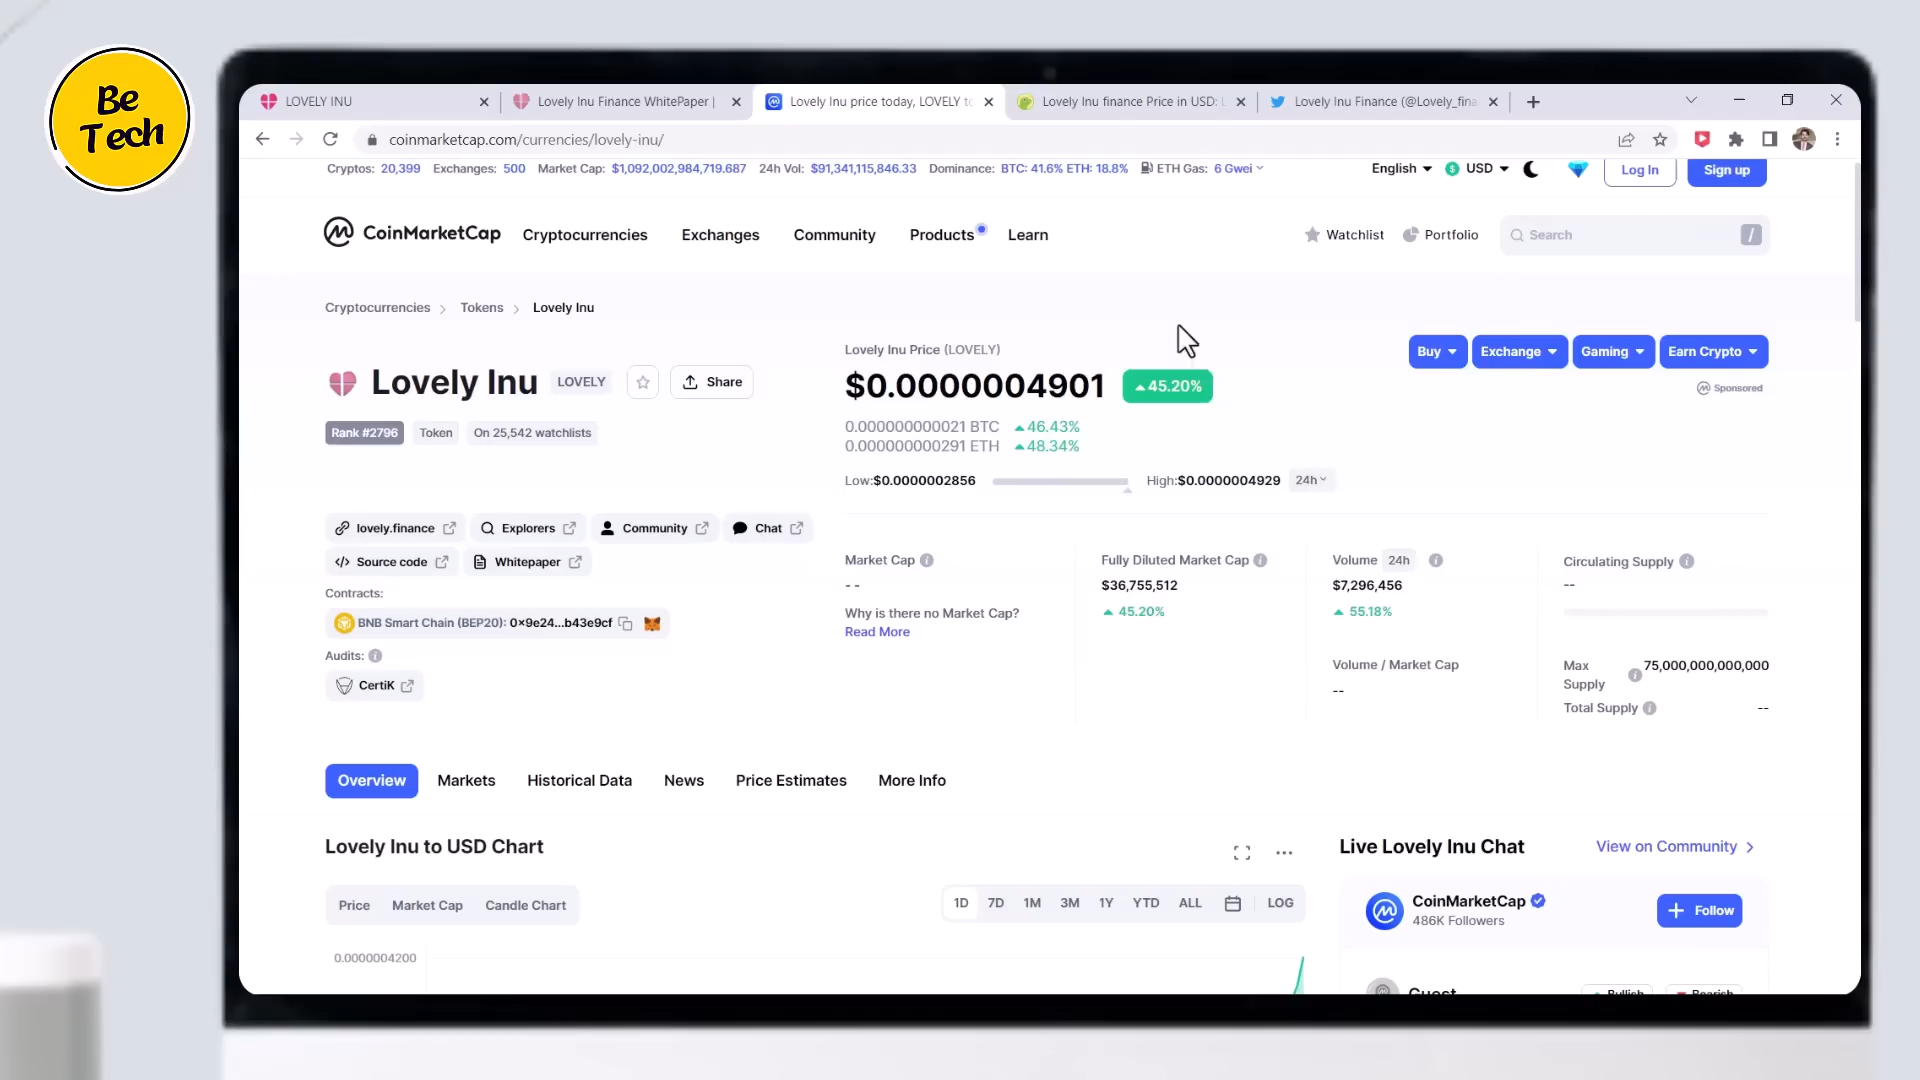 Be
Tech
LOVELY INU
Lovely Inu Finance WhitePaper |
Lovely Inu price today, LOVELY to
Lovely Inu finance Price in USD:
Lovely Inu Finance (@Lovely_fina
coinmarketcap.com/currencies/lovely-inu/
Cryptos: 20,399 Exchanges: 500 Market Cap: $1,092,002,984,719.687 24h Vol: $91,341,115,846.33 Dominance: BTC: 41.6% ETH: 18.8% ETH Gas: 6 Gwei
English USD Log In Sign up
CoinMarketCap Cryptocurrencies Exchanges Community Products Learn Watchlist Portfolio Search /
Cryptocurrencies > Tokens > Lovely Inu
Lovely Inu LOVELY Share
Rank #2796 Token On 25,542 watchlists
Lovely Inu Price (LOVELY)
$0.0000004901 45.20%
0.000000000021 BTC 46.43%
0.000000000291 ETH 48.34%
Low:$0.0000002856 High:$0.0000004929 24h
Buy Exchange Gaming Earn Crypto
Sponsored
lovely.finance Explorers Community Chat
Source code Whitepaper
Contracts:
BNB Smart Chain (BEP20): 0x9e24...b43e9cf
Audits:
CertiK
Market Cap
--
Why is there no Market Cap?
Read More
Fully Diluted Market Cap
$36,755,512
45.20%
Volume 24h
$7,296,456
55.18%
Volume / Market Cap
--
Circulating Supply
--
Max
Supply
75,000,000,000,000
Total Supply --
Overview Markets Historical Data News Price Estimates More Info
Lovely Inu to USD Chart
Price Market Cap Candle Chart
1D 7D 1M 3M 1Y YTD ALL LOG
0.0000004200
Live Lovely Inu Chat View on Community >
CoinMarketCap
486K Followers
+ Follow
Guest Bullish Bearish